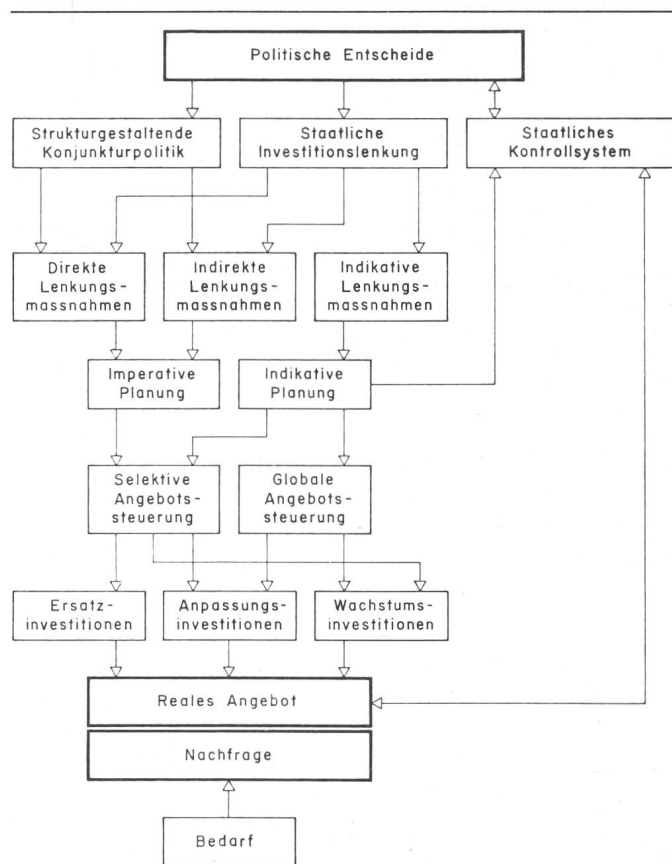 Politische Entscheide
Strukturgestaltende
Konjunkturpolitik
Staatliche
Investitionslenkung
Staatliches
Kontrollsystem
Direkte
Lenkungs-
massnahmen
Indirekte
Lenkungs-
massnahmen
Indikative
Lenkungs-
massnahmen
Imperative
Planung
Indikative
Planung
Selektive
Angebots-
steuerung
Globale
Angebots-
steuerung
Ersatz-
investitionen
Anpassungs-
investitionen
Wachstums-
investitionen
Reales Angebot
Nachfrage
Bedarf